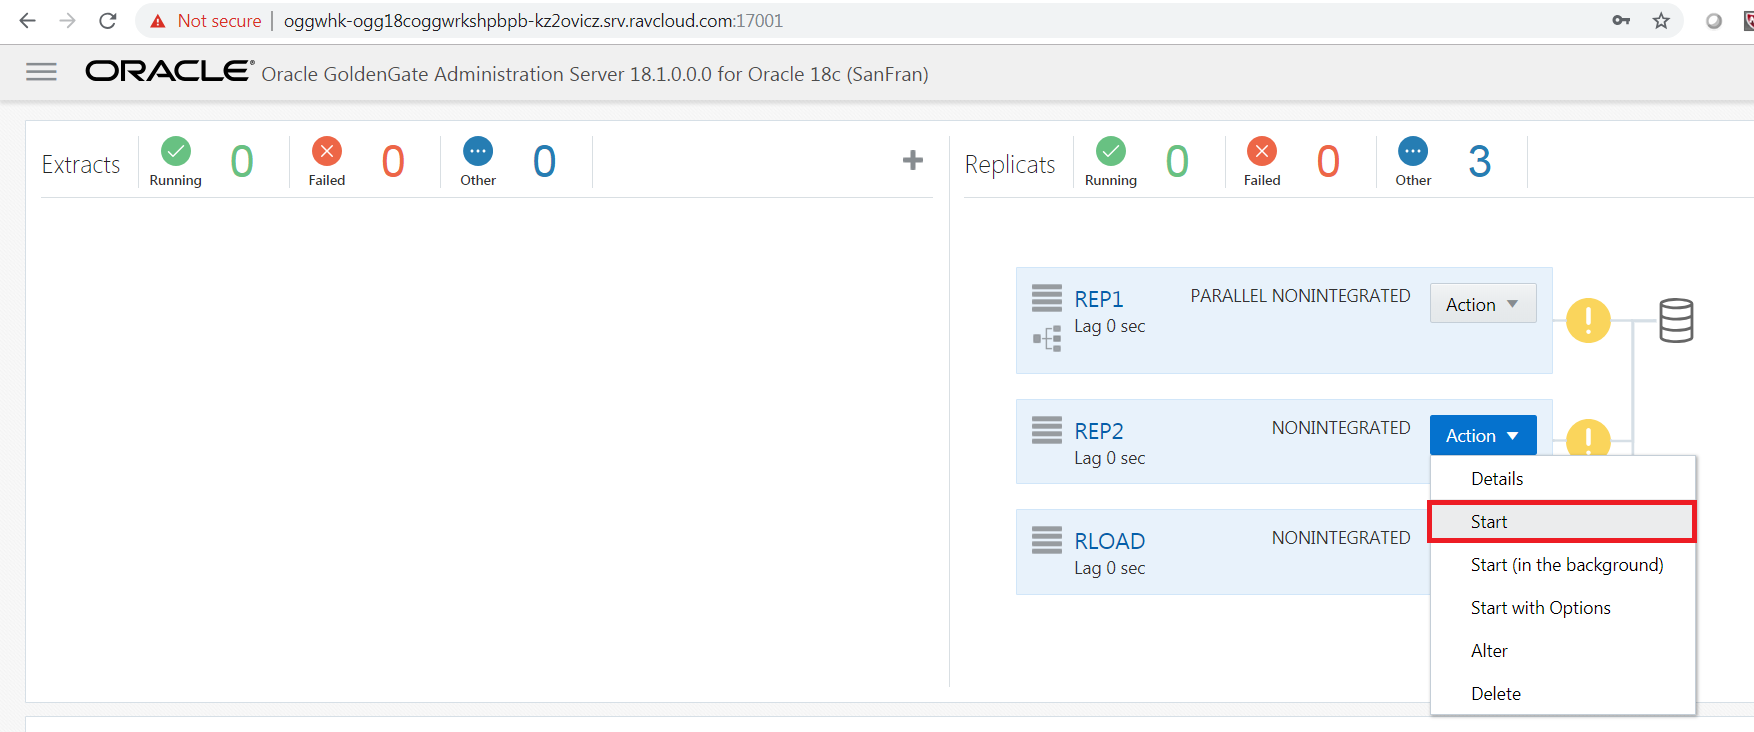 Not secure | oggwhk-ogg18coggwrkshpbpb-kz2ovicz.srv.ravcloud.com:17001
ORACLE® Oracle GoldenGate Administration Server 18.1.0.0.0 for Oracle 18c (SanFran)
Extracts
Running
0
Failed
0
Other
0
Replicats
Running
0
Failed
0
Other
3
REP1
Lag 0 sec
PARALLEL NONINTEGRATED
Action
REP2
Lag 0 sec
NONINTEGRATED
Action
RLOAD
Lag 0 sec
NONINTEGRATED
Details
Start
Start (in the background)
Start with Options
Alter
Delete